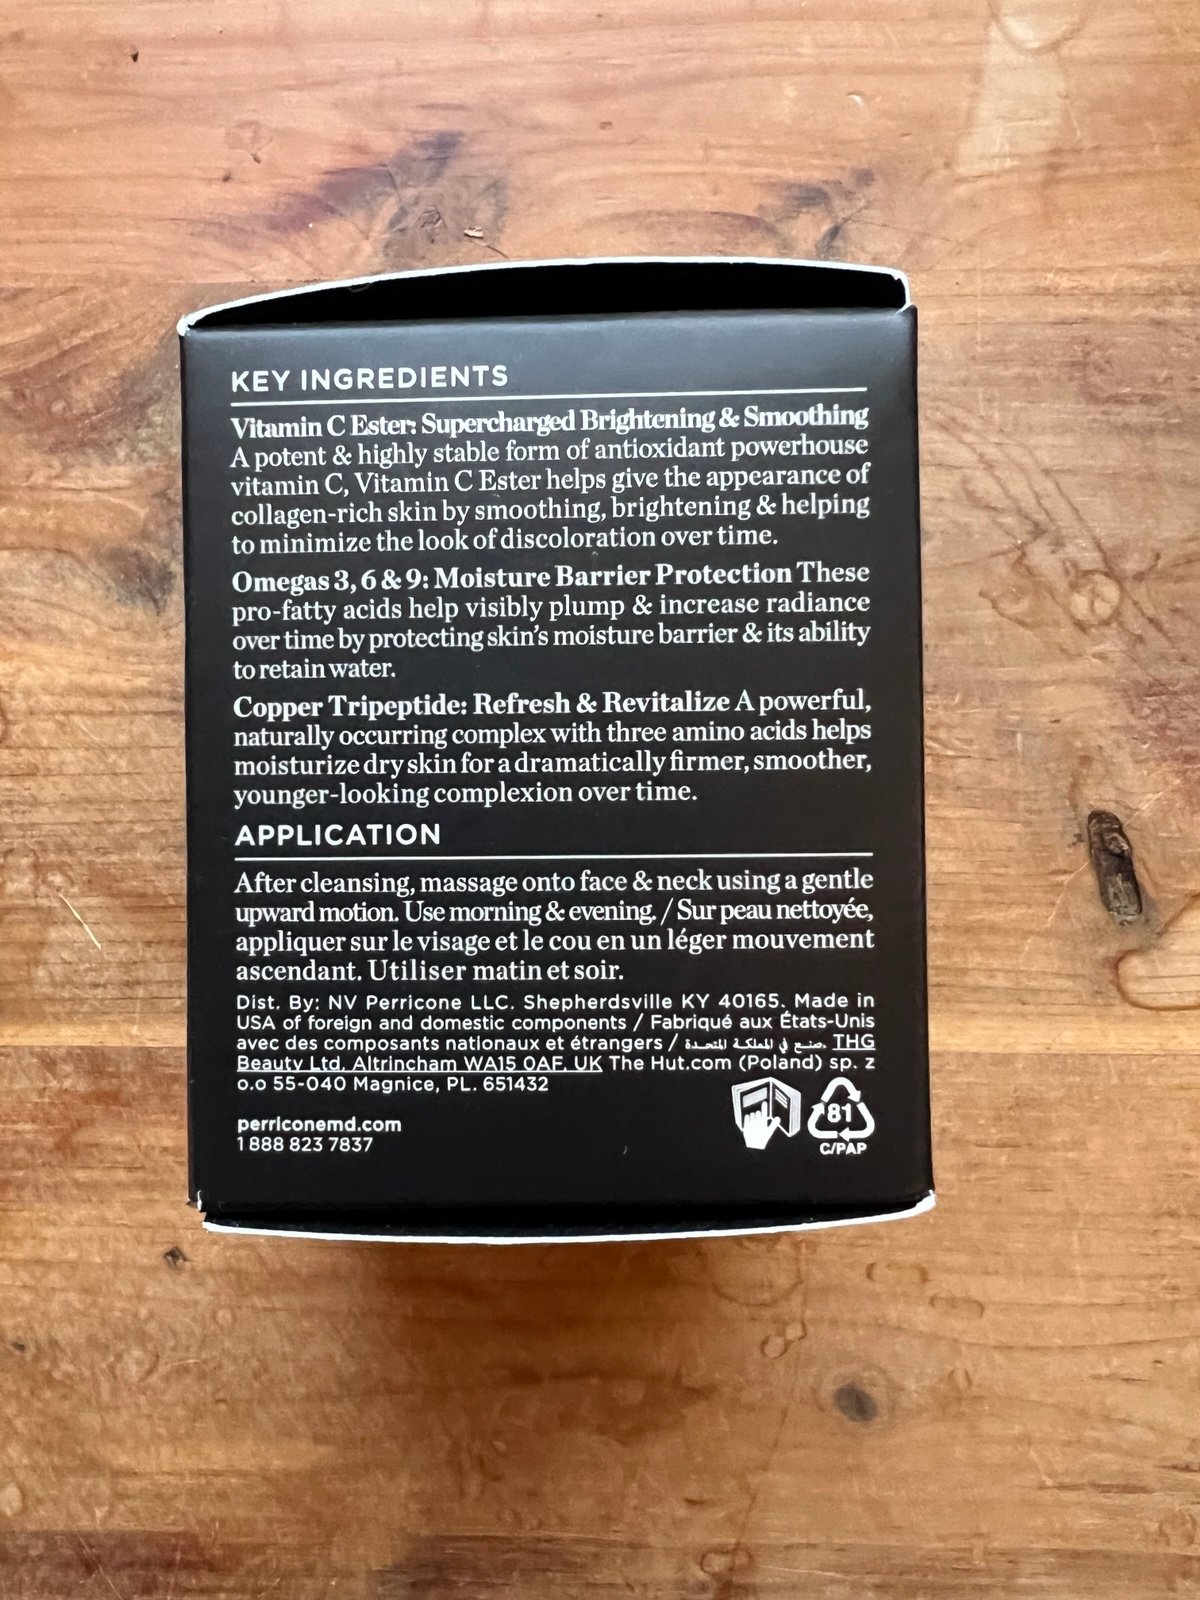 KEY INGREDIENTS
Vitamin C Ester: Supercharged Brightening & Smoothing
A potent & highly stable form of antioxidant powerhouse
vitamin C, Vitamin C Ester helps give the appearance of
collagen-rich skin by smoothing, brightening & helping
to minimize the look of discoloration over time.
Omegas 3, 6 & 9: Moisture Barrier Protection These
pro-fatty acids help visibly plump & increase radiance
over time by protecting skin's moisture barrier & its ability
to retain water.
Copper Tripeptide: Refresh & Revitalize A powerful,
naturally occurring complex with three amino acids helps
moisturize dry skin for a dramatically firmer, smoother,
younger-looking complexion over time.
APPLICATION
After cleansing, massage onto face & neck using a gentle
upward motion. Use morning & evening. / Sur peau nettoyée,
appliquer sur le visage et le cou en un léger mouvement
ascendant. Utiliser matin et soir.
Dist. By: NV Perricone LLC. Shepherdsville KY 40165. Made in
USA of foreign and domestic components / Fabriqué aux États-Unis
avec des composants nationaux et étrangers / صنع في المملكة المتحدة. THG
Beauty Ltd, Altrincham WA15 0AF, UK The Hut.com (Poland) sp. z
o.o 55-040 Magnice, PL. 651432
perriconemd.com
1 888 823 7837
81
C/PAP